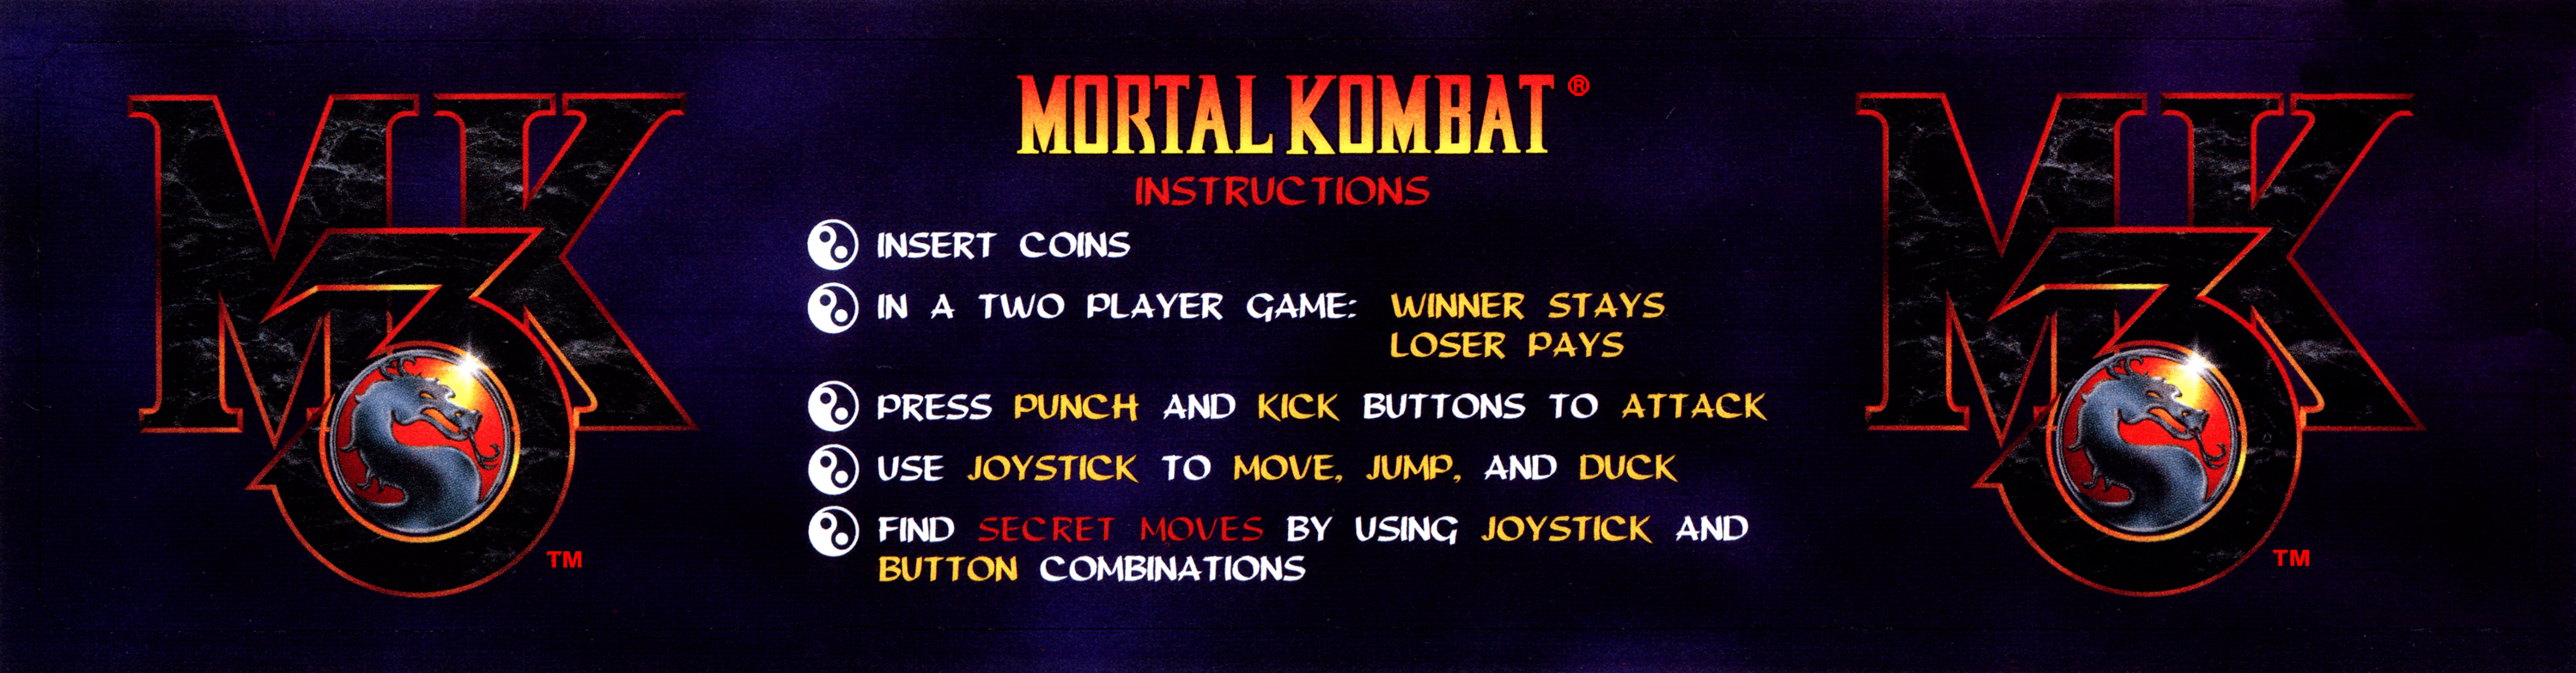 MORTAL KOMBAT®
INSTRUCTIONS
INSERT COINS
IN A TWO PLAYER GAME: WINNER STAYS
LOSER PAYS
PRESS PUNCH AND KICK BUTTONS TO ATTACK
USE JOYSTICK TO MOVE, JUMP, AND DUCK
FIND SECRET MOVES BY USING JOYSTICK AND
BUTTON COMBINATIONS
MK
3
TM
MK
3
TM